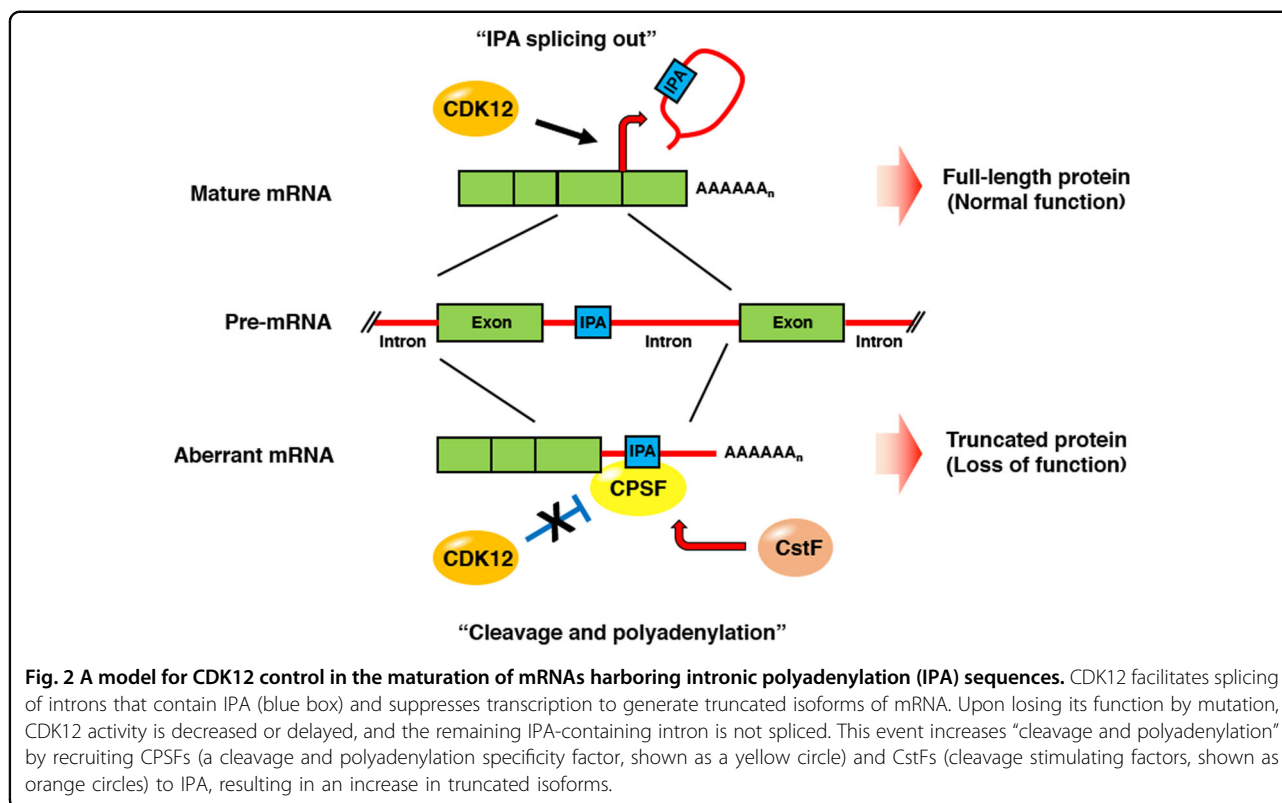 “IPA splicing out”
IPA
CDK12
Mature mRNA
AAAAAAₙ
Full-length protein
(Normal function)
Pre-mRNA
Exon
IPA
Exon
Intron
Intron
Intron
Aberrant mRNA
IPA
AAAAAAₙ
Truncated protein
(Loss of function)
CPSF
CDK12
CstF
“Cleavage and polyadenylation”
Fig. 2 A model for CDK12 control in the maturation of mRNAs harboring intronic polyadenylation (IPA) sequences. CDK12 facilitates splicing
of introns that contain IPA (blue box) and suppresses transcription to generate truncated isoforms of mRNA. Upon losing its function by mutation,
CDK12 activity is decreased or delayed, and the remaining IPA-containing intron is not spliced. This event increases “cleavage and polyadenylation”
by recruiting CPSFs (a cleavage and polyadenylation specificity factor, shown as a yellow circle) and CstFs (cleavage stimulating factors, shown as
orange circles) to IPA, resulting in an increase in truncated isoforms.